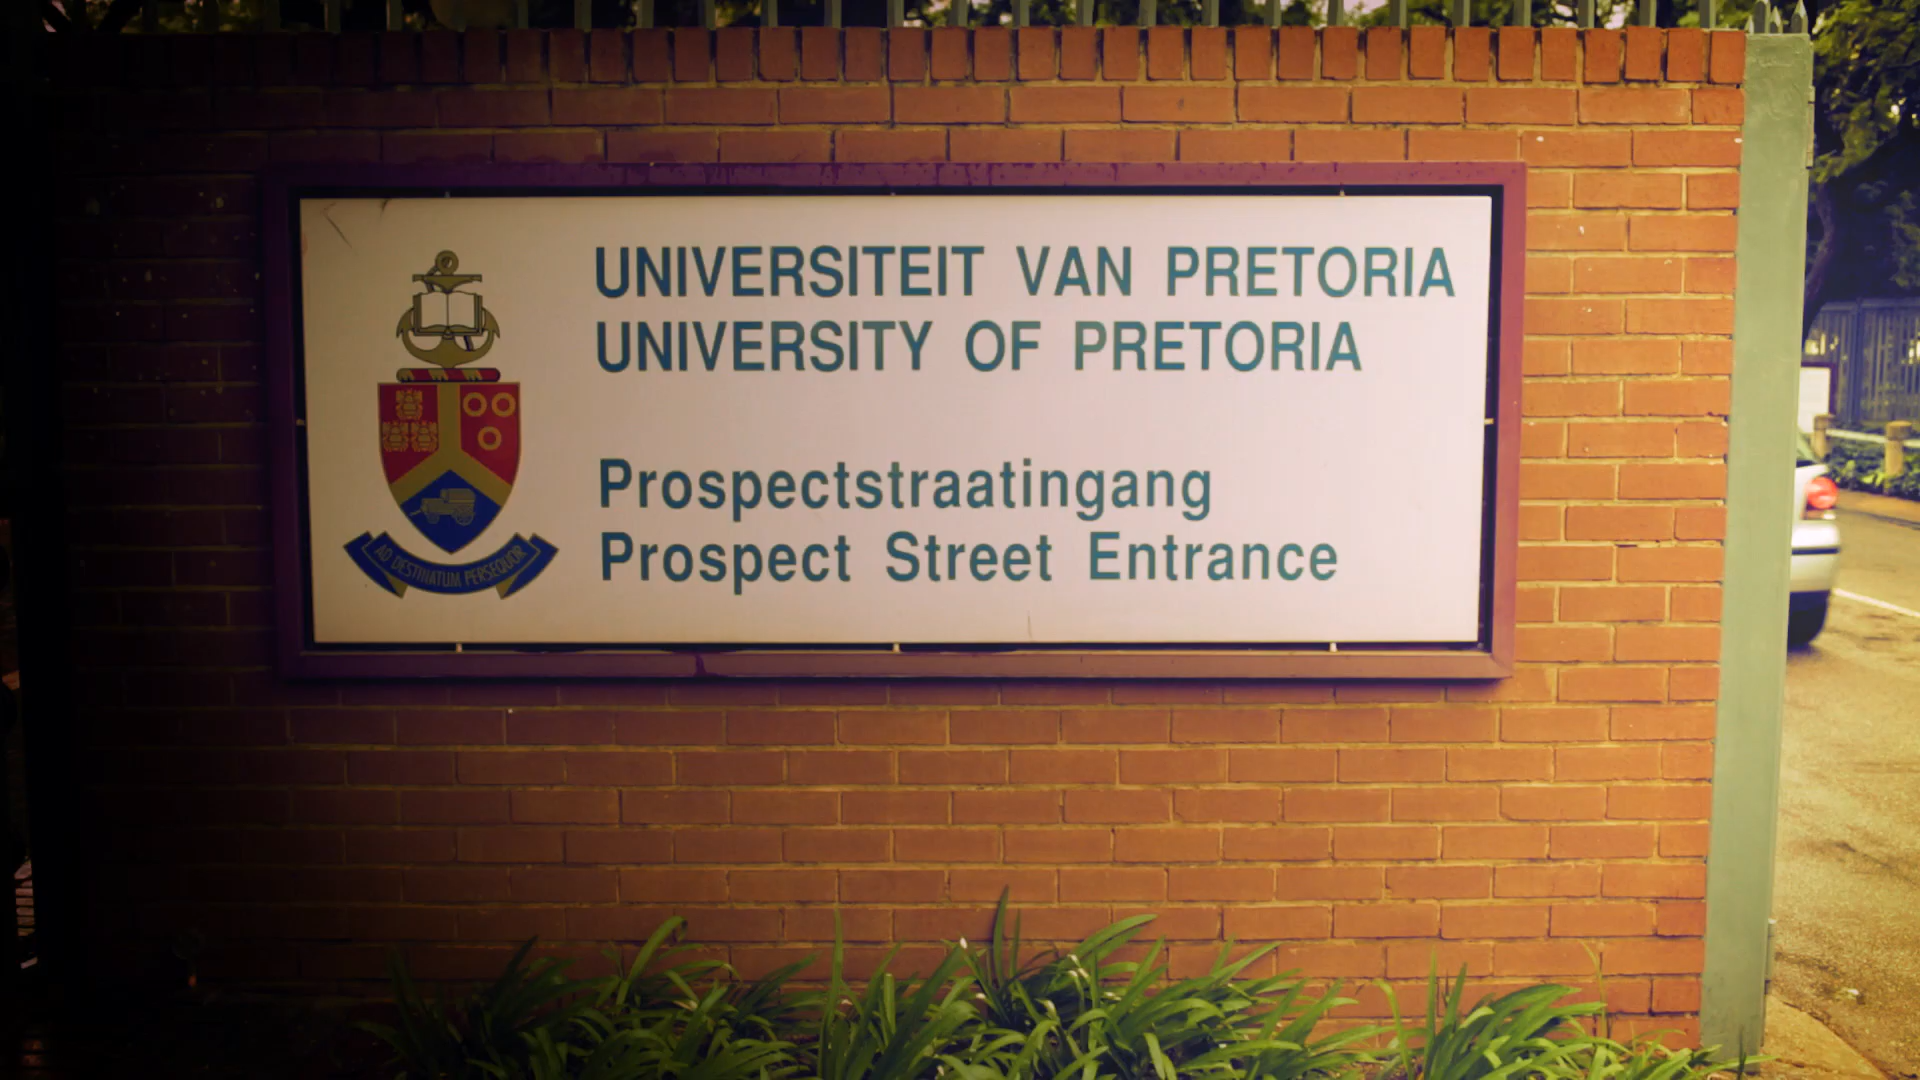 UNIVERSITEIT VAN PRETORIA
UNIVERSITY OF PRETORIA
Prospectstraatingang
Prospect Street Entrance
AD DESTINATUM PERSEQUOR